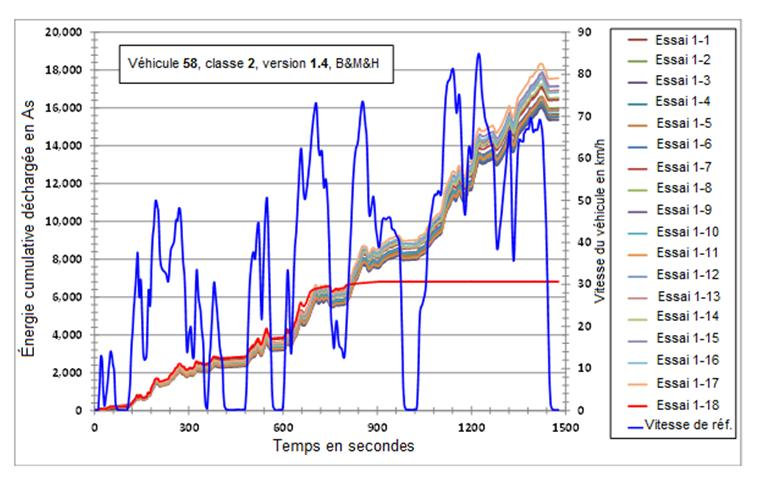 Véhicule 58, classe 2, version 1.4, B&M&H
Énergie cumulative déchargée en As
20,000
18,000
16,000
14,000
12,000
10,000
8,000
6,000
4,000
2,000
0
0
300
600
900
1200
1500
Temps en secondes
90
80
70
60
50
40
30
20
10
0
Vitesse du véhicule en km/h
Essai 1-1
Essai 1-2
Essai 1-3
Essai 1-4
Essai 1-5
Essai 1-6
Essai 1-7
Essai 1-8
Essai 1-9
Essai 1-10
Essai 1-11
Essai 1-12
Essai 1-13
Essai 1-14
Essai 1-15
Essai 1-16
Essai 1-17
Essai 1-18
Vitesse de réf.